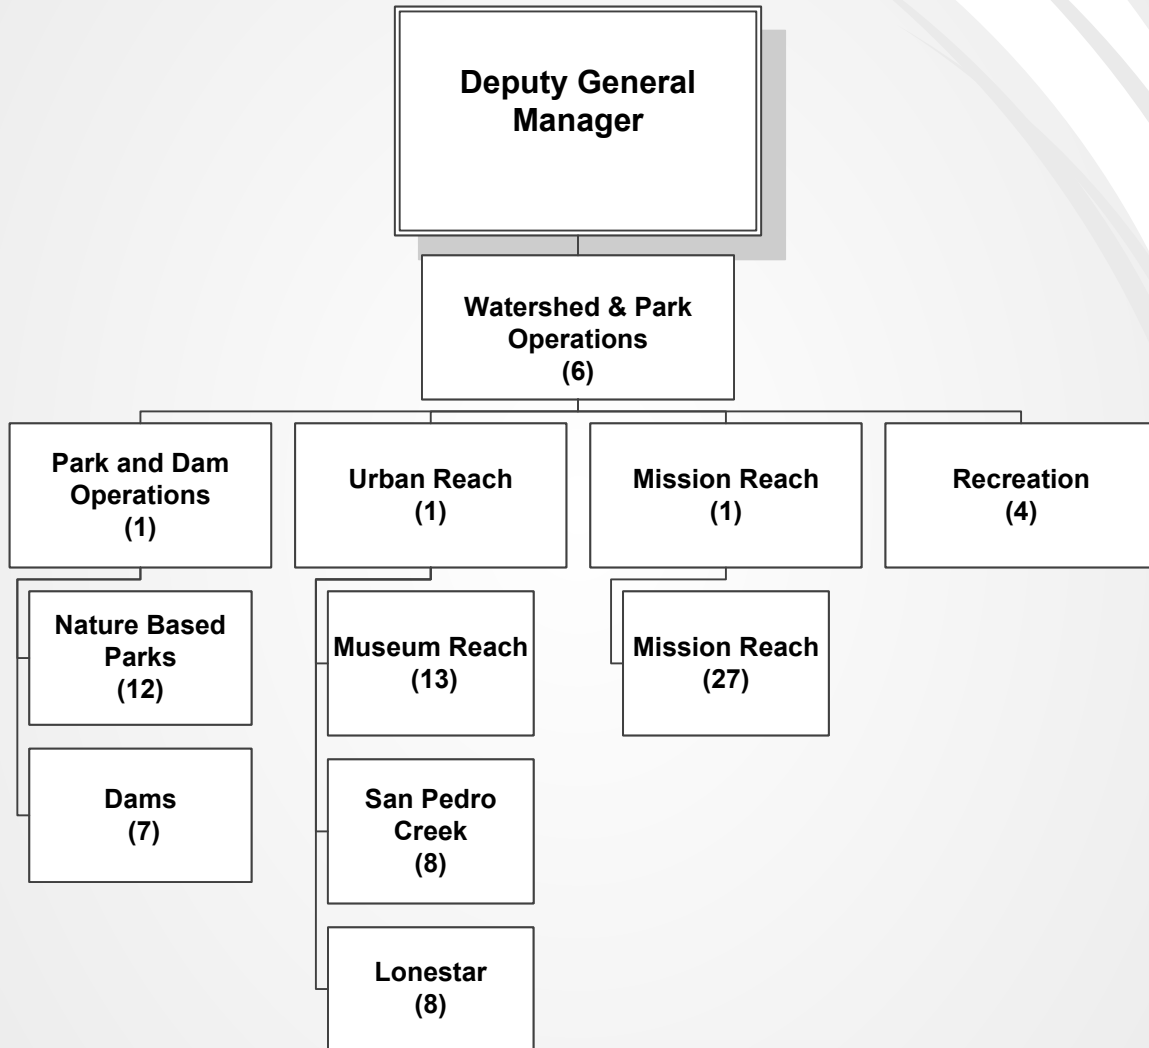 Deputy General
Manager
Watershed & Park
Operations
(6)
Park and Dam
Operations
(1)
Urban Reach
(1)
Mission Reach
(1)
Recreation
(4)
Nature Based
Parks
(12)
Dams
(7)
Museum Reach
(13)
San Pedro
Creek
(8)
Lonestar
(8)
Mission Reach
(27)